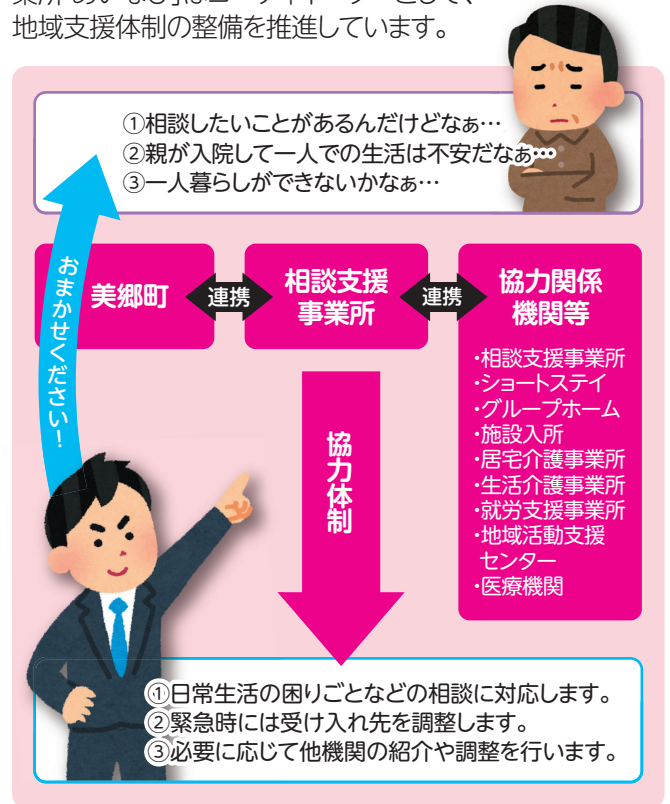 地域支援体制の整備を推進しています。
①相談したいことがあるんだけどなぁ…
②親が入院して一人での生活は不安だなぁ…
③一人暮らしができないかなぁ…
おまかせください！
美郷町
連携
相談支援
事業所
連携
協力関係
機関等
・相談支援事業所
・ショートステイ
・グループホーム
・施設入所
・居宅介護事業所
・生活介護事業所
・就労支援事業所
・地域活動支援
センター
・医療機関
協力体制
①日常生活の困りごとなどの相談に対応します。
②緊急時には受け入れ先を調整します。
③必要に応じて他機関の紹介や調整を行います。